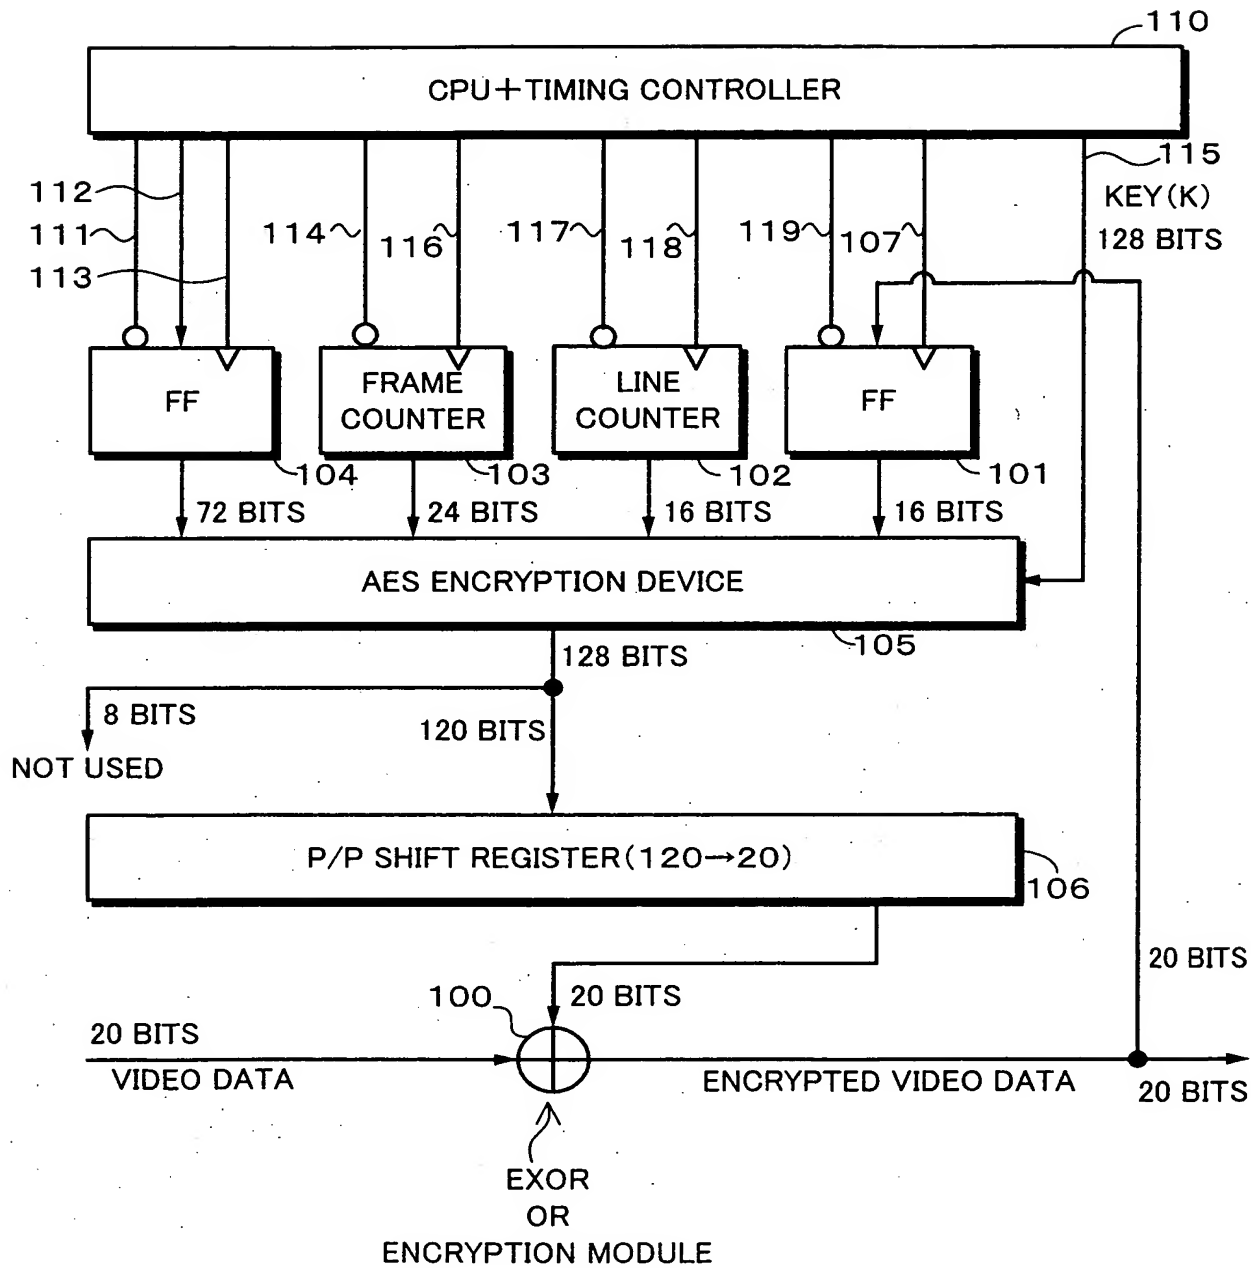 110
CPU+TIMING CONTROLLER
115
KEY(K)
128 BITS
112
111
113
114
116
117
118
119
107
FF
FRAME
COUNTER
LINE
COUNTER
FF
104
103
102
101
72 BITS
24 BITS
16 BITS
16 BITS
AES ENCRYPTION DEVICE
105
128 BITS
8 BITS
120 BITS
NOT USED
P/P SHIFT REGISTER(120→20)
106
20 BITS
100
20 BITS
20 BITS
VIDEO DATA
ENCRYPTED VIDEO DATA
20 BITS
EXOR
OR
ENCRYPTION MODULE